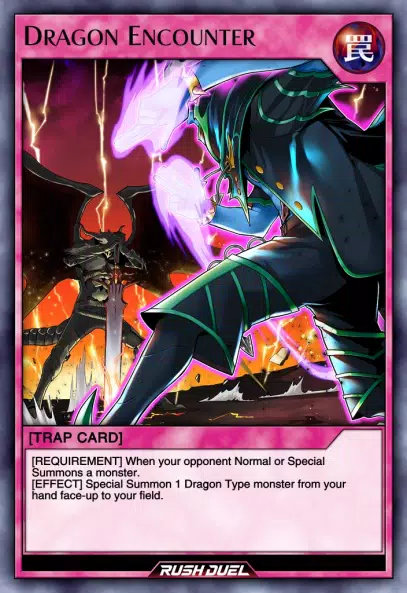 DRAGON ENCOUNTER
罠
[TRAP CARD]
[REQUIREMENT] When your opponent Normal or Special
Summons a monster.
[EFFECT] Special Summon 1 Dragon Type monster from your
hand face-up to your field.
RUSH DUEL